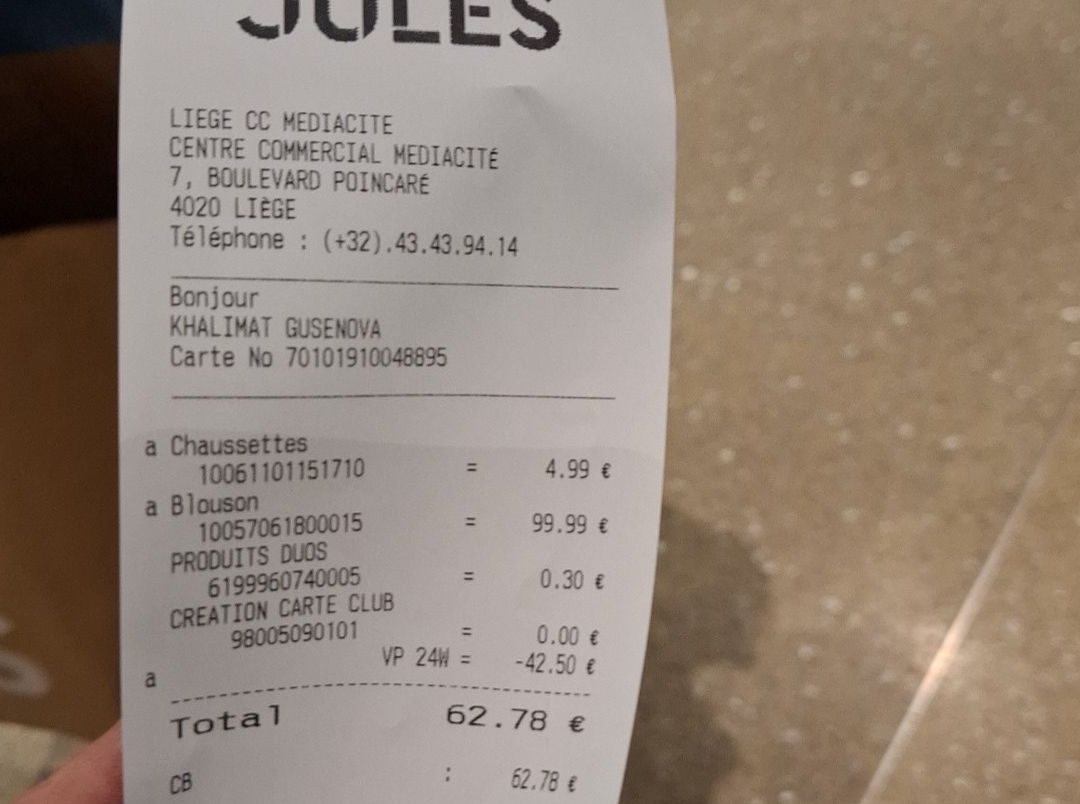 JULES
LIEGE CC MEDIACITE
CENTRE COMMERCIAL MEDIACITÉ
7, BOULEVARD POINCARÉ
4020 LIÈGE
Téléphone : (+32).43.43.94.14
Bonjour
KHALIMAT GUSENOVA
Carte No 70101910048895
a Chaussettes
10061101151710 = 4.99 €
a Blouson
10057061800015 = 99.99 €
PRODUITS DUOS
6199960740005 = 0.30 €
CREATION CARTE CLUB
98005090101 = 0.00 €
VP 24W = -42.50 €
a
Total 62.78 €
CB : 62.78 €